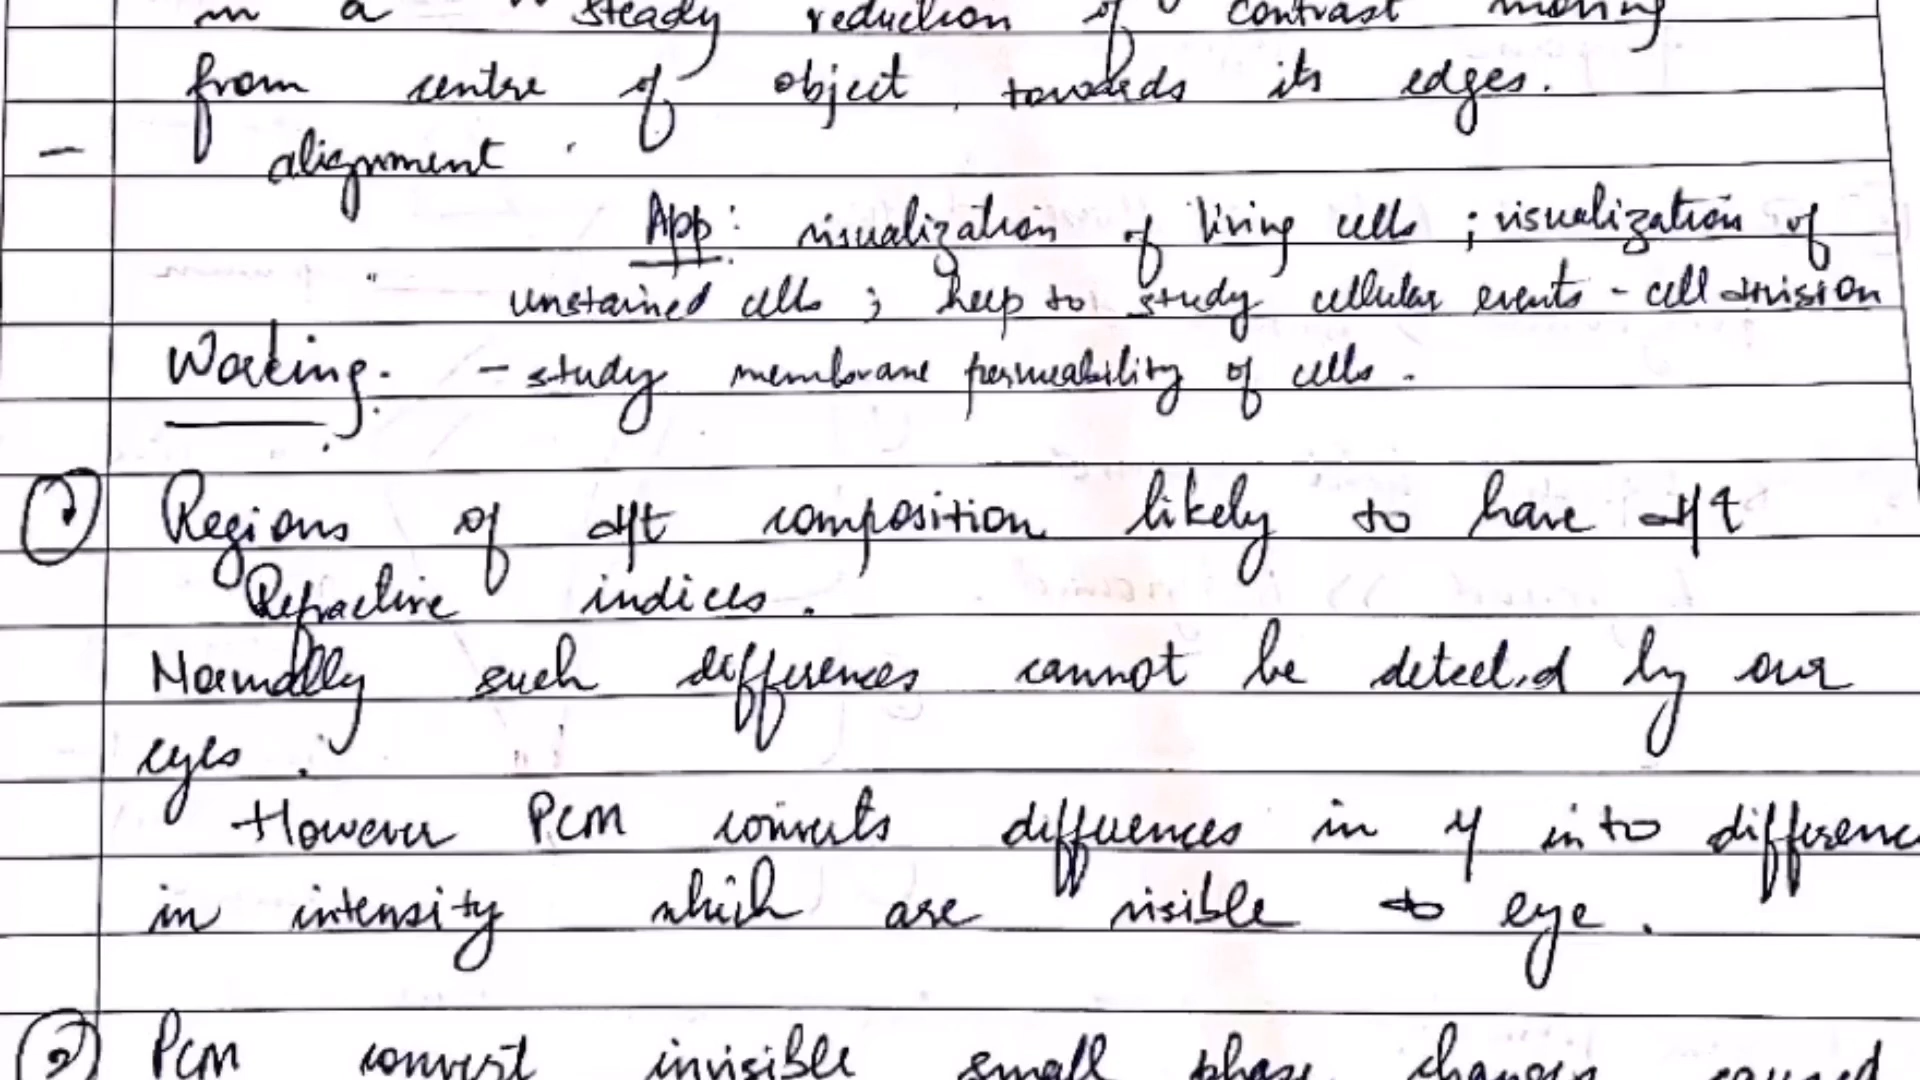 in a steady reduction of contrast moving
from centre of object towards its edges.
– alignment
App: visualization of living cells ; visualization of
unstained cells ; help to study cellular events - cell division
Working. – study membrane permeability of cells.
① Regions of d/t composition likely to have d/t
Refractive indices.
Normally such differences cannot be detected by our
eyes.
However PCM converts differences in into difference
in intensity which are visible to eye.
② PCM convert invisible small phase changes caused